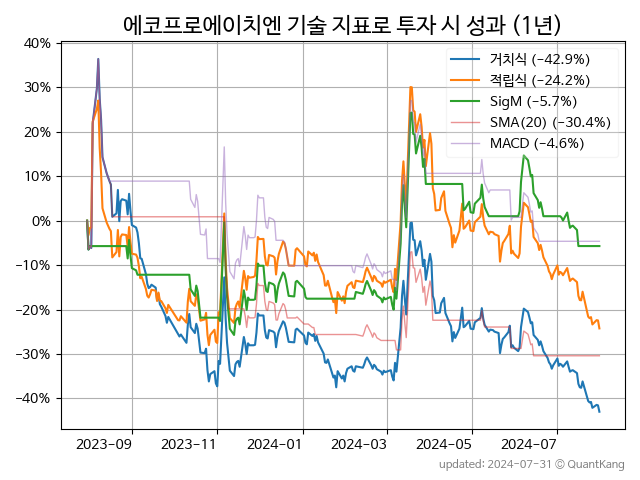 에코프로에이치엔 기술 지표로 투자 시 성과 (1년)
40%
30%
20%
10%
0%
−10%
−20%
−30%
−40%
거치식 (−42.9%)
적립식 (−24.2%)
SigM (−5.7%)
SMA(20) (−30.4%)
MACD (−4.6%)
2023-09 2023-11 2024-01 2024-03 2024-05 2024-07
updated: 2024-07-31 © QuantKang